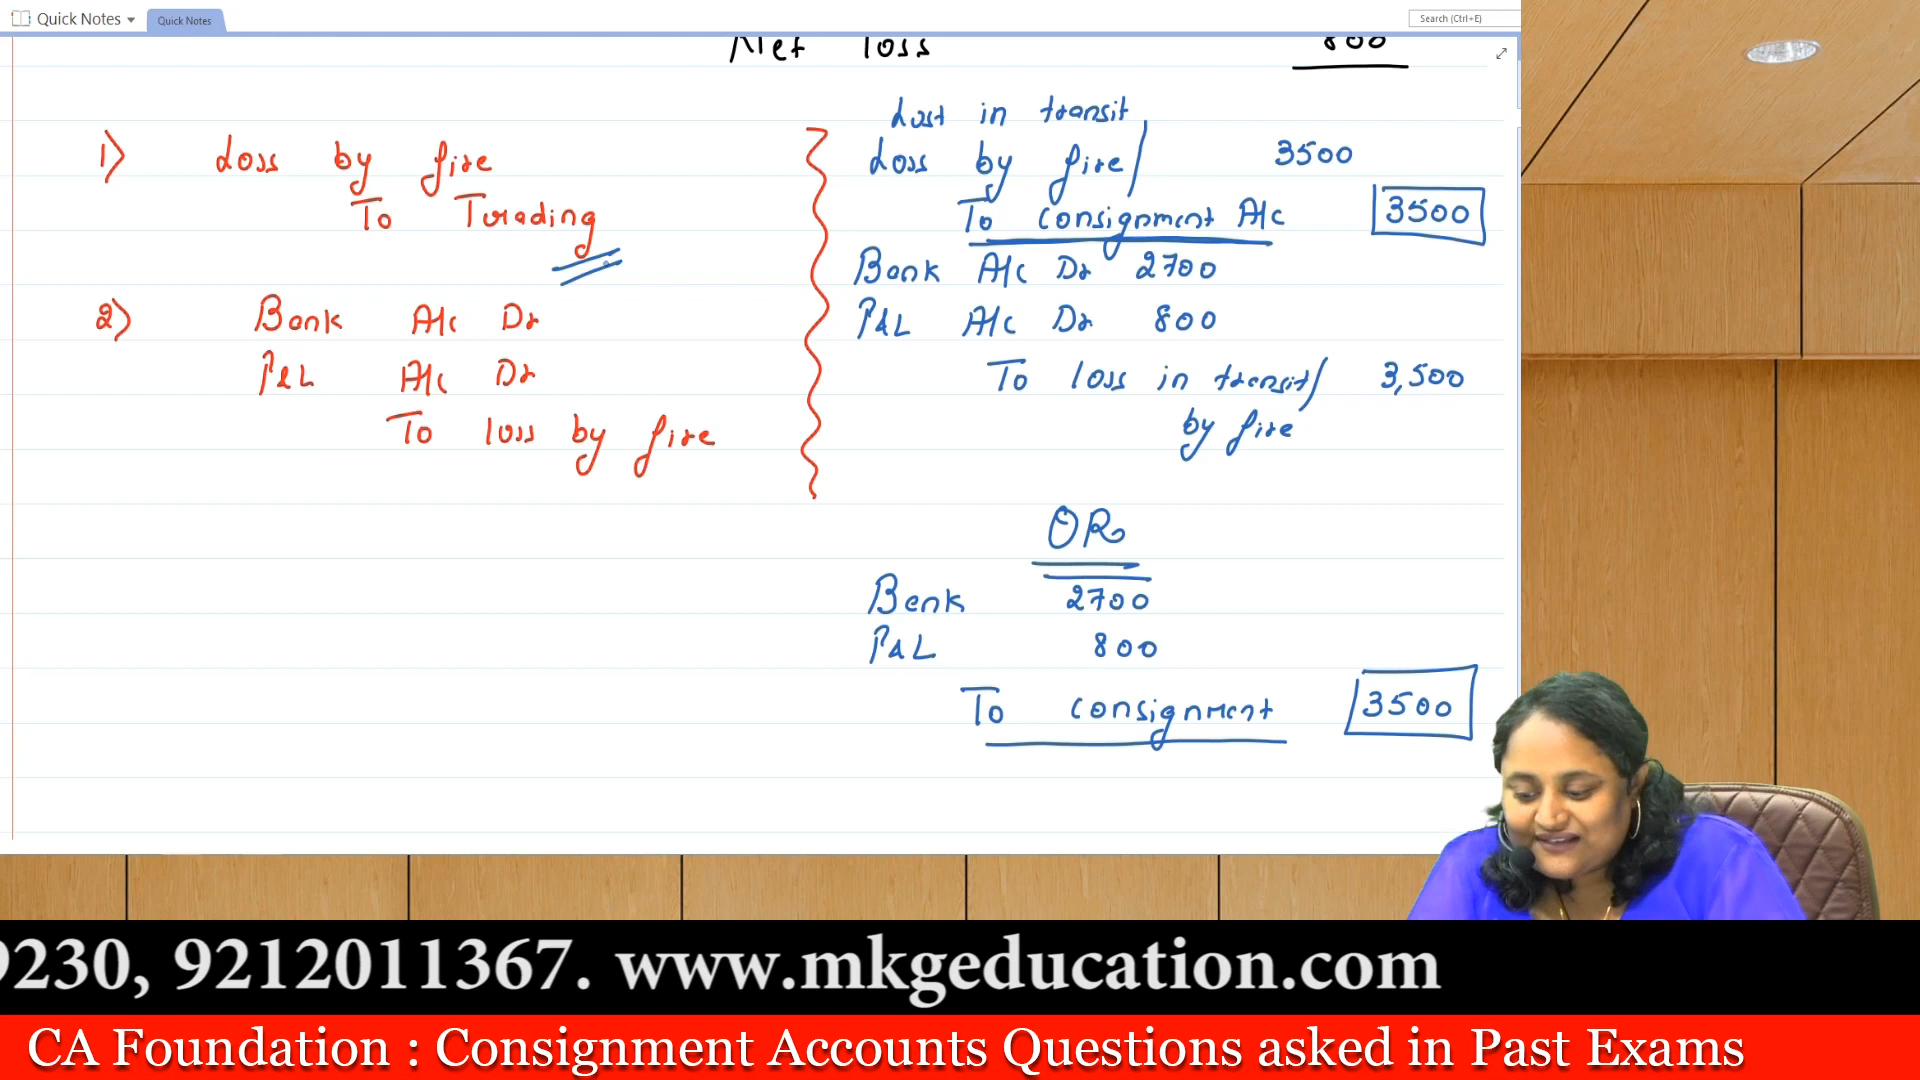 Quick Notes
Quick Notes
Search (Ctrl+E)
Net loss 800
1) Loss by fire
To Trading
2) Bank A/c Dr
P&L A/c Dr
To loss by fire
Lost in transit
Loss by fire 3500
To consignment A/c 3500
Bank A/c Dr 2700
P&L A/c Dr 800
To loss in transit/ 3,500
by fire
OR
Bank 2700
P&L 800
To consignment 3500
9230, 9212011367. www.mkgeducation.com
CA Foundation : Consignment Accounts Questions asked in Past Exams